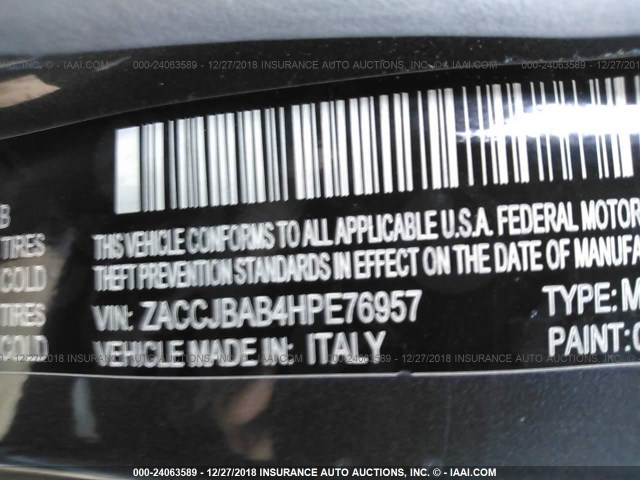 000-24063589 - 12/27/2018 INSURANCE AUTO AUCTIONS - © - IAAI.COM
B
TIRES
COLD
TIRES
COLD
THIS VEHICLE CONFORMS TO ALL APPLICABLE U.S.A. FEDERAL MOTOR
THEFT PREVENTION STANDARDS IN EFFECT ON THE DATE OF MANUFA
VIN: ZACCJBAB4HPE76957 TYPE: M
VEHICLE MADE IN: ITALY PAINT:
000-24063589 - 12/27/2018 INSURANCE AUTO AUCTIONS - © - IAAI.COM